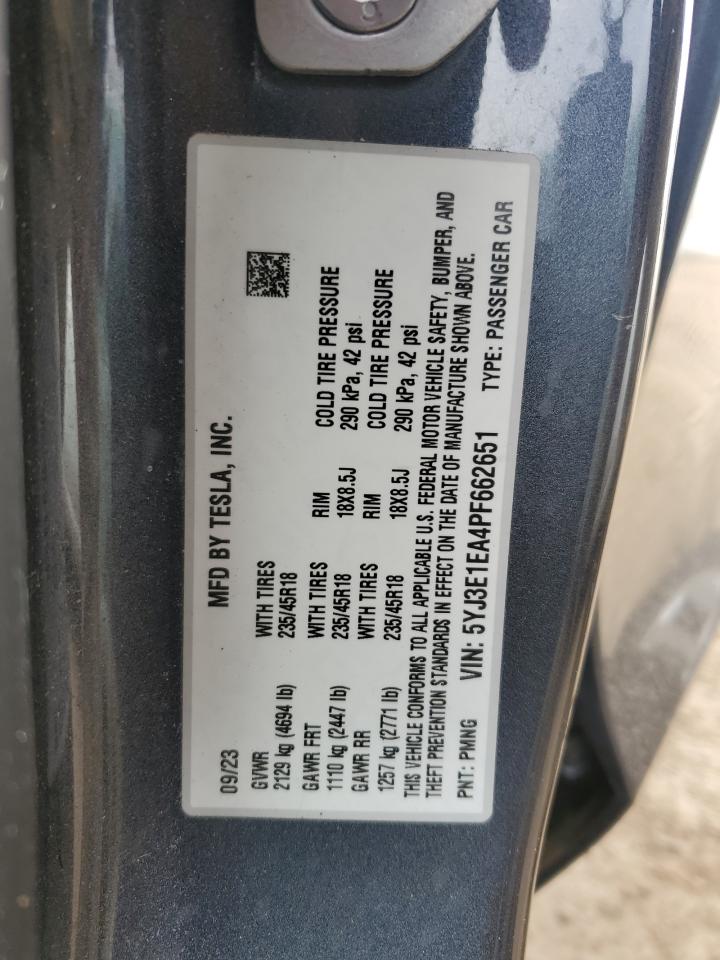 MFD BY TESLA, INC.
09/23
GVWR WITH TIRES
2129 kg (4694 lb) 235/45R18
GAWR FRT WITH TIRES RIM COLD TIRE PRESSURE
1110 kg (2447 lb) 235/45R18 18X8.5J 290 kPa, 42 psi
GAWR RR WITH TIRES RIM COLD TIRE PRESSURE
1257 kg (2771 lb) 235/45R18 18X8.5J 290 kPa, 42 psi
THIS VEHICLE CONFORMS TO ALL APPLICABLE U.S. FEDERAL MOTOR VEHICLE SAFETY, BUMPER, AND
THEFT PREVENTION STANDARDS IN EFFECT ON THE DATE OF MANUFACTURE SHOWN ABOVE.
PNT: PMNG VIN: 5YJ3E1EA4PF662651 TYPE: PASSENGER CAR